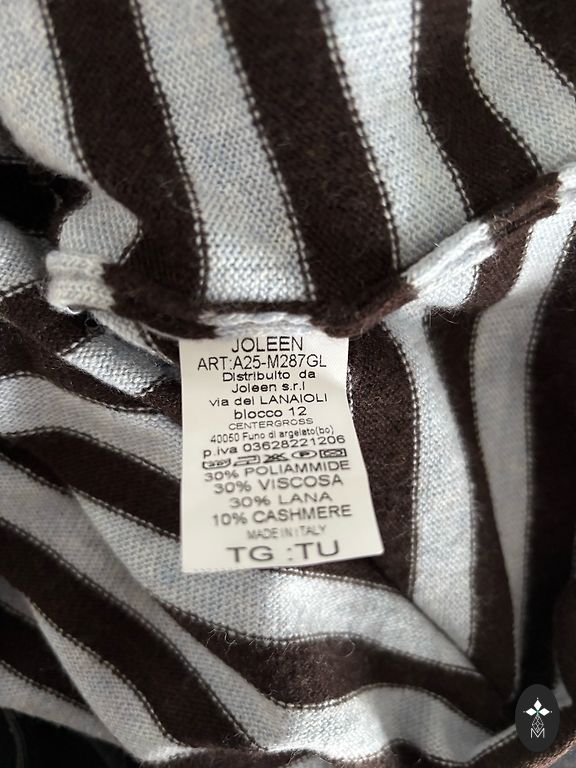 JOLEEN
ART:A25-M287GL
Distribuito da
Joleen s.r.l
via dei LANAIOLI
blocco 12
CENTERGROSS
40050 Funo di argelato(bo)
p.iva 03628221206
30% POLIAMMIDE
30% VISCOSA
30% LANA
10% CASHMERE
MADE IN ITALY
TG :TU
M